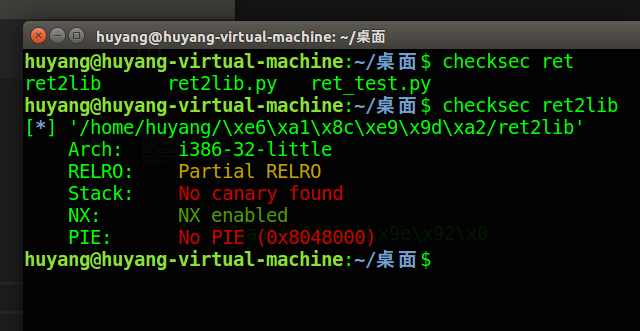 huyang@huyang-virtual-machine: ~/桌面
huyang@huyang-virtual-machine:~/桌面$ checksec ret
ret2lib      ret2lib.py   ret_test.py
huyang@huyang-virtual-machine:~/桌面$ checksec ret2lib
[*] '/home/huyang/\xe6\xa1\x8c\xe9\x9d\xa2/ret2lib'
    Arch:     i386-32-little
    RELRO:    Partial RELRO
    Stack:    No canary found
    NX:       NX enabled
    PIE:      No PIE (0x8048000)
huyang@huyang-virtual-machine:~/桌面$